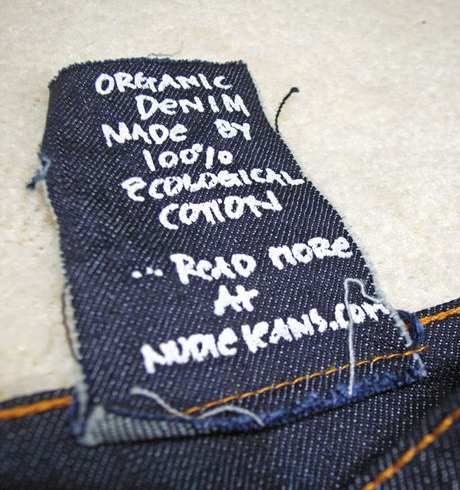 ORGANIC
DENIM
MADE BY
100%
ECOLOGICAL
COTTON
... READ MORE
AT
NUDIEJEANS.COM